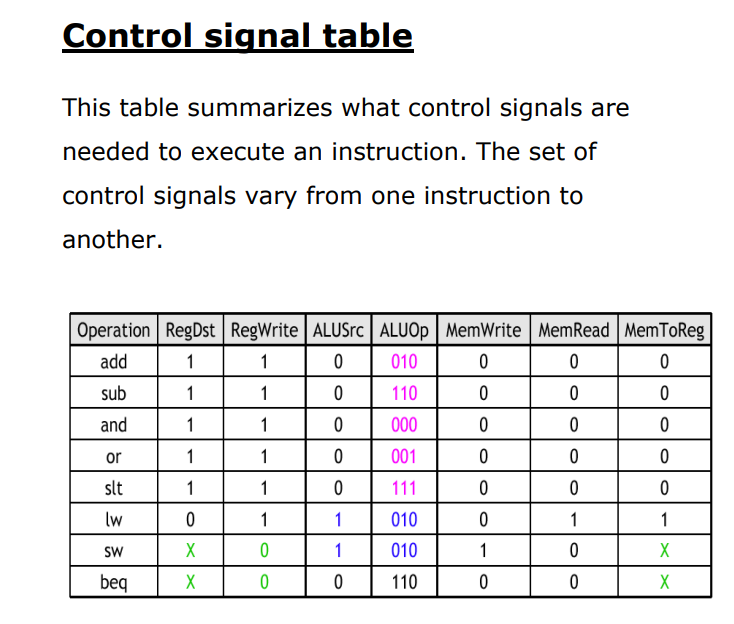 Control signal table
This table summarizes what control signals are
needed to execute an instruction. The set of
control signals vary from one instruction to
another.
Operation RegDst RegWrite ALUSrc ALUOp MemWrite MemRead MemToReg
add 1 1 0 010 0 0 0
sub 1 1 0 110 0 0 0
and 1 1 0 000 0 0 0
or 1 1 0 001 0 0 0
slt 1 1 0 111 0 0 0
lw 0 1 1 010 0 1 1
sw X 0 1 010 1 0 X
beq X 0 0 110 0 0 X